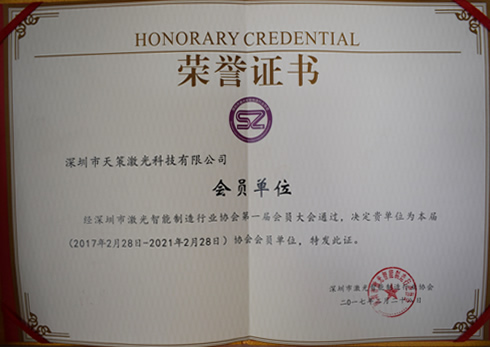 HONORARY CREDENTIAL
荣誉证书
SZ
深圳市天策激光科技有限公司
会员单位
经深圳市激光智能制造行业协会第一届会员大会通过，决定贵单位为本届
(2017年2月28日-2021年2月28日)协会会员单位，特发此证。
深圳市激光智能制造行业协会
二〇一七年二月二十八日